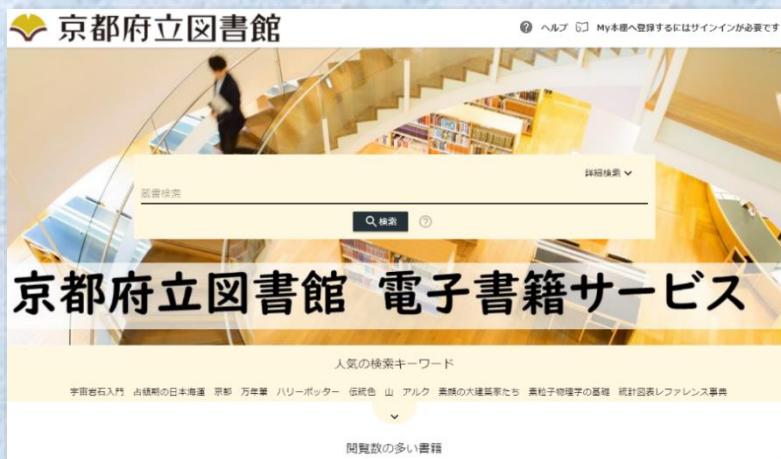 京都府立図書館
ヘルプ My本棚へ登録するにはサインインが必要です
詳細検索
蔵書検索
検索
京都府立図書館 電子書籍サービス
人気の検索キーワード
宇宙岩石入門 占領期の日本海運 京都 万年筆 ハリーポッター 伝統色 山 アルク 素顔の大建築家たち 素粒子物理学の基礎 統計図表レファレンス事典
閲覧数の多い書籍